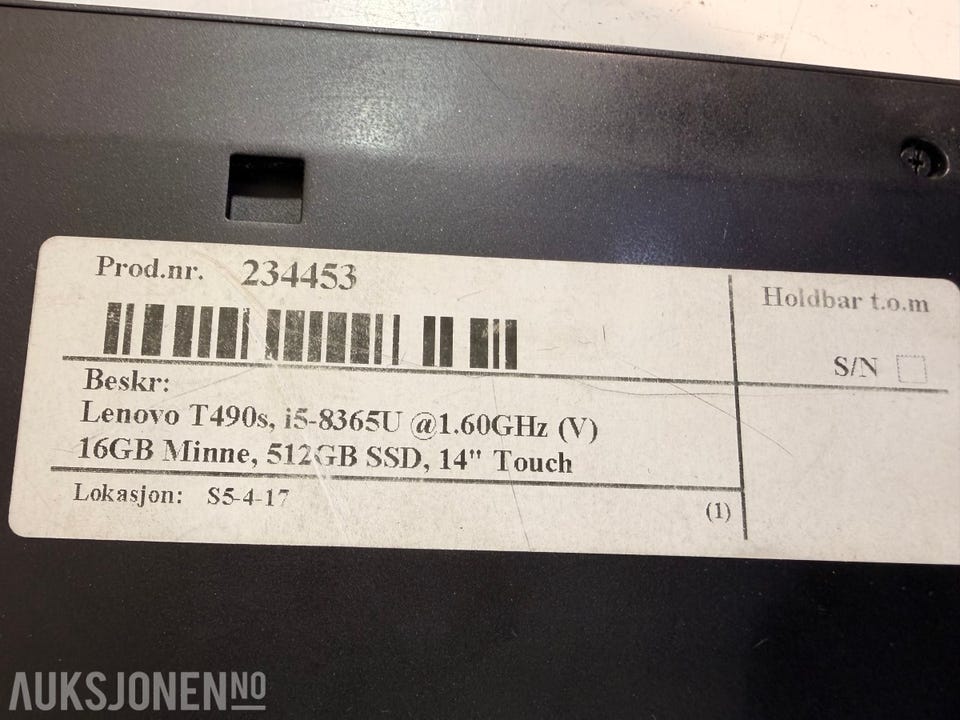 Prod.nr. 234453
Holdbar t.o.m
S/N
Beskr:
Lenovo T490s, i5-8365U @1.60GHz (V)
16GB Minne, 512GB SSD, 14" Touch
Lokasjon: S5-4-17
(1)
AUKSJONEN NO